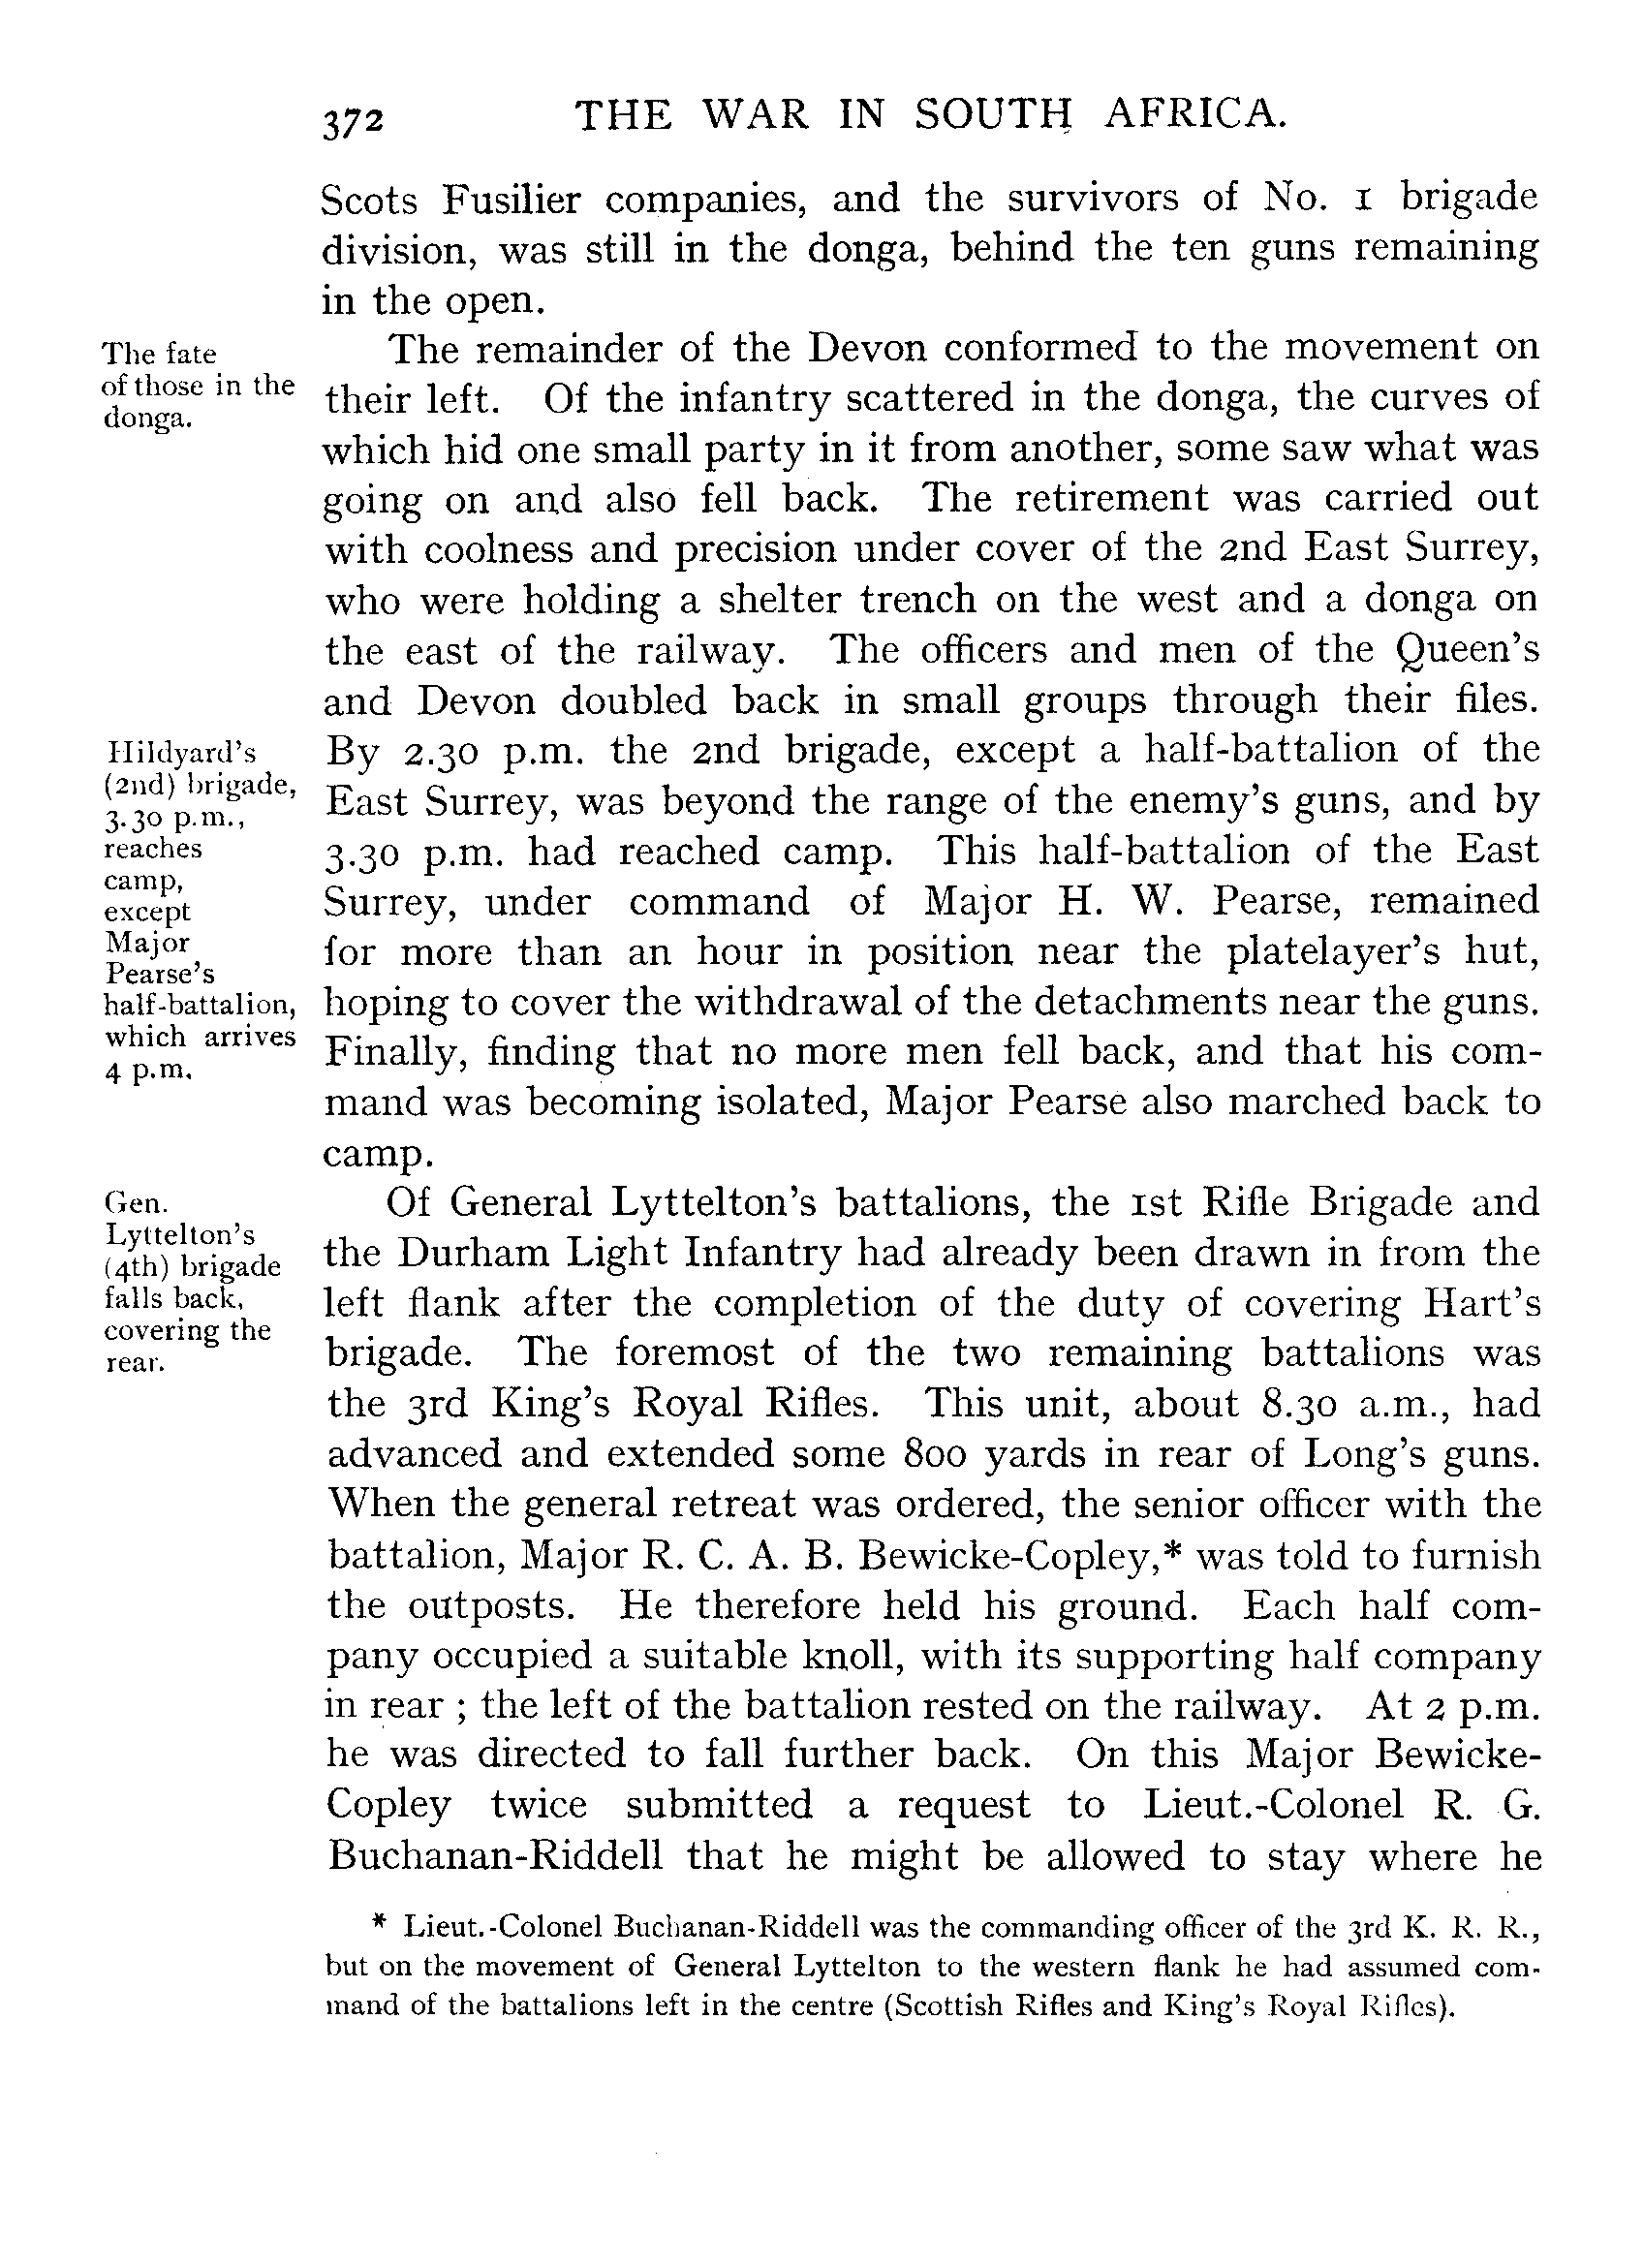 372 THE WAR IN SOUTH AFRICA.
Scots Fusilier companies, and the survivors of No. 1 brigade
division, was still in the donga, behind the ten guns remaining
in the open.
The fate
of those in the
donga.
The remainder of the Devon conformed to the movement on
their left. Of the infantry scattered in the donga, the curves of
which hid one small party in it from another, some saw what was
going on and also fell back. The retirement was carried out
with coolness and precision under cover of the 2nd East Surrey,
who were holding a shelter trench on the west and a donga on
the east of the railway. The officers and men of the Queen's
and Devon doubled back in small groups through their files.
Hildyard's
(2nd) brigade,
3.30 p.m.,
reaches
camp,
except
Major
Pearse's
half-battalion,
which arrives
4 p.m.
By 2.30 p.m. the 2nd brigade, except a half-battalion of the
East Surrey, was beyond the range of the enemy's guns, and by
3.30 p.m. had reached camp. This half-battalion of the East
Surrey, under command of Major H. W. Pearse, remained
for more than an hour in position near the platelayer's hut,
hoping to cover the withdrawal of the detachments near the guns.
Finally, finding that no more men fell back, and that his com-
mand was becoming isolated, Major Pearse also marched back to
camp.
Gen.
Lyttelton's
(4th) brigade
falls back,
covering the
rear.
Of General Lyttelton's battalions, the 1st Rifle Brigade and
the Durham Light Infantry had already been drawn in from the
left flank after the completion of the duty of covering Hart's
brigade. The foremost of the two remaining battalions was
the 3rd King's Royal Rifles. This unit, about 8.30 a.m., had
advanced and extended some 800 yards in rear of Long's guns.
When the general retreat was ordered, the senior officer with the
battalion, Major R. C. A. B. Bewicke-Copley,* was told to furnish
the outposts. He therefore held his ground. Each half com-
pany occupied a suitable knoll, with its supporting half company
in rear ; the left of the battalion rested on the railway. At 2 p.m.
he was directed to fall further back. On this Major Bewicke-
Copley twice submitted a request to Lieut.-Colonel R. G.
Buchanan-Riddell that he might be allowed to stay where he
* Lieut.-Colonel Buchanan-Riddell was the commanding officer of the 3rd K. R. R.,
but on the movement of General Lyttelton to the western flank he had assumed com-
mand of the battalions left in the centre (Scottish Rifles and King's Royal Rifles).